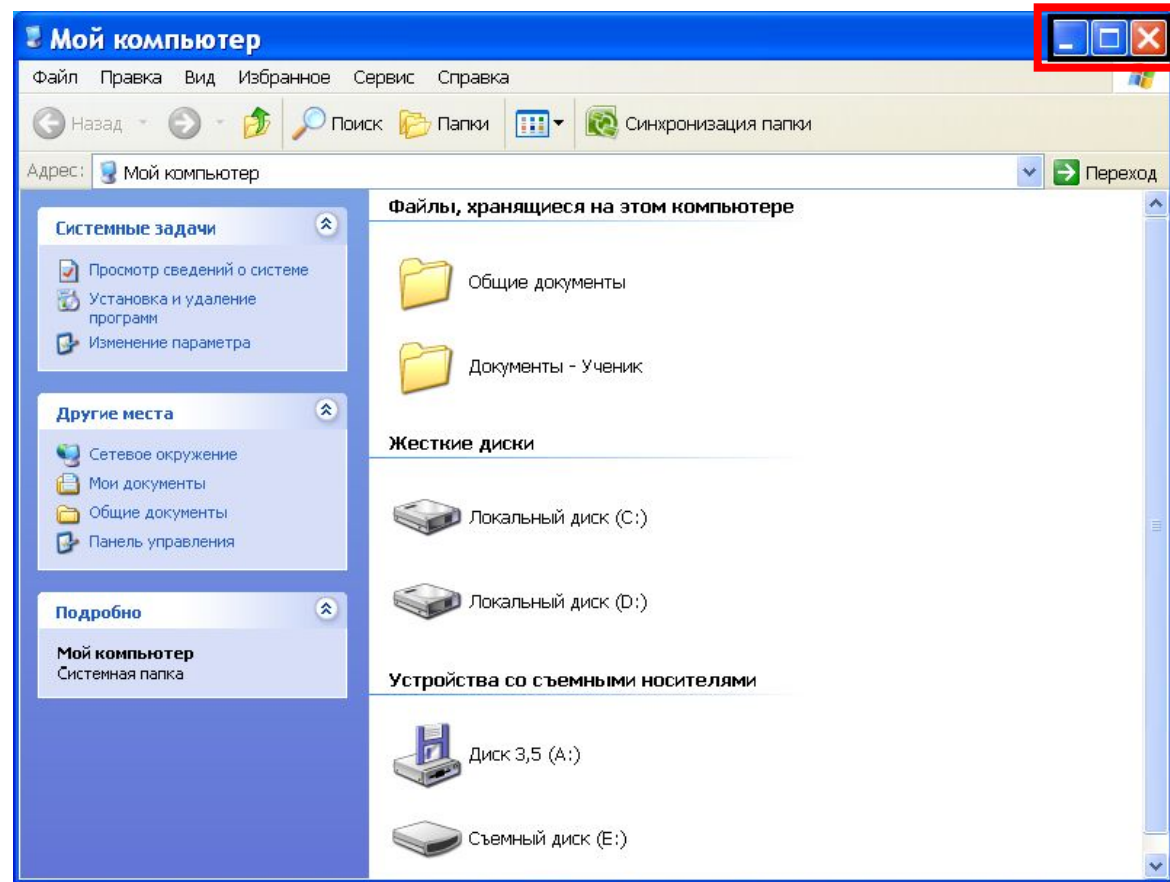 Мой компьютер
Файл Правка Вид Избранное Сервис Справка
Назад Поиск Папки Синхронизация папки
Адрес: Мой компьютер Переход
Системные задачи
Просмотр сведений о системе
Установка и удаление
программ
Изменение параметра
Другие места
Сетевое окружение
Мои документы
Общие документы
Панель управления
Подробно
Мой компьютер
Системная папка
Файлы, хранящиеся на этом компьютере
Общие документы
Документы - Ученик
Жесткие диски
Локальный диск (C:)
Локальный диск (D:)
Устройства со съемными носителями
Диск 3,5 (A:)
Съемный диск (E:)